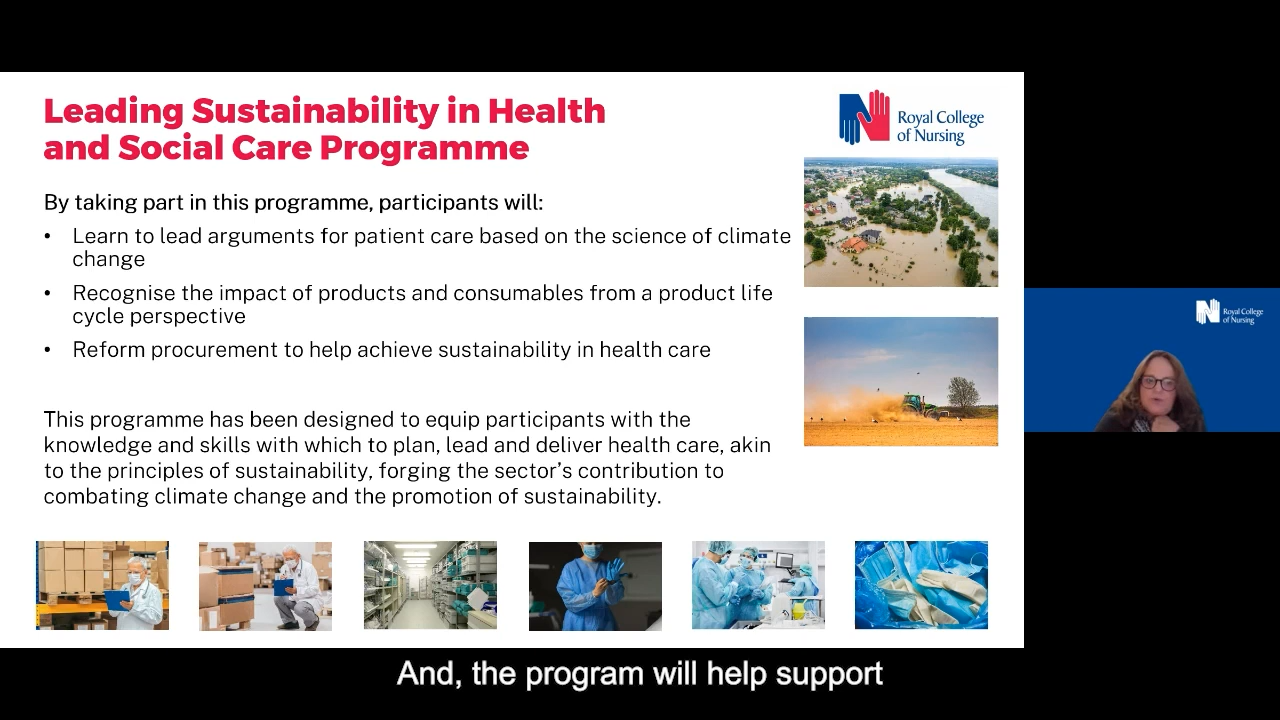 Leading Sustainability in Health
and Social Care Programme
Royal College
of Nursing
By taking part in this programme, participants will:
• Learn to lead arguments for patient care based on the science of climate
change
• Recognise the impact of products and consumables from a product life
cycle perspective
• Reform procurement to help achieve sustainability in health care
This programme has been designed to equip participants with the
knowledge and skills with which to plan, lead and deliver health care, akin
to the principles of sustainability, forging the sector's contribution to
combating climate change and the promotion of sustainability.
Royal College
of Nursing
And, the program will help support